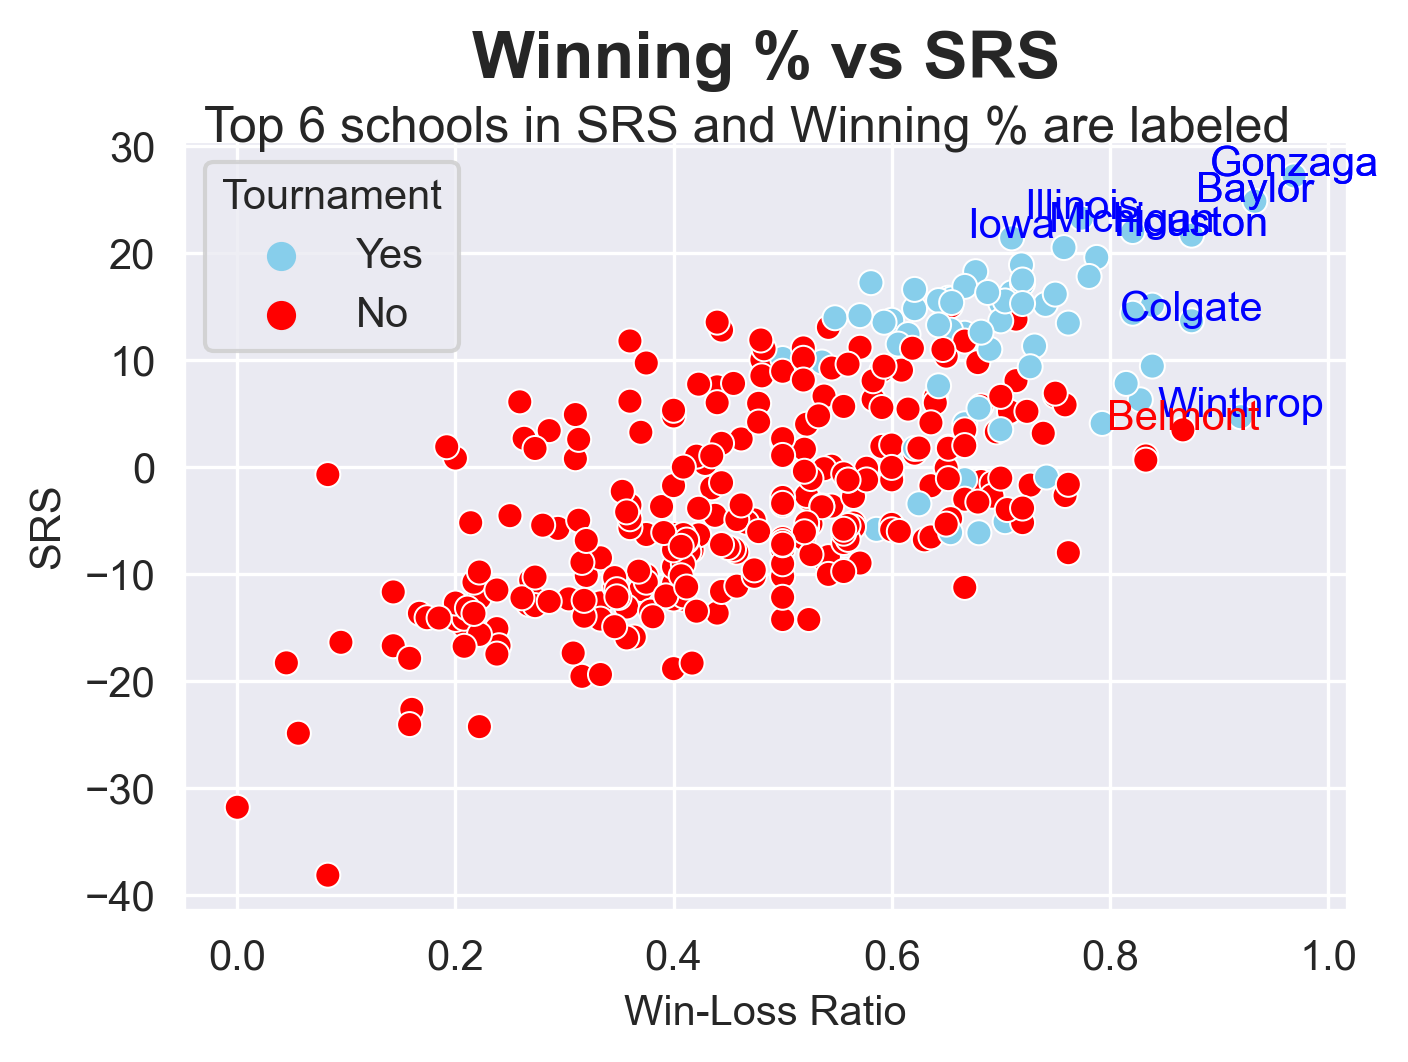 Winning % vs SRS
Top 6 schools in SRS and Winning % are labeled
30
20
10
0
−10
−20
−30
−40
SRS
Tournament
Yes
No
Gonzaga
Baylor
Illinois
Michigan
Houston
Iowa
Colgate
Winthrop
Belmont
0.0
0.2
0.4
0.6
0.8
1.0
Win-Loss Ratio